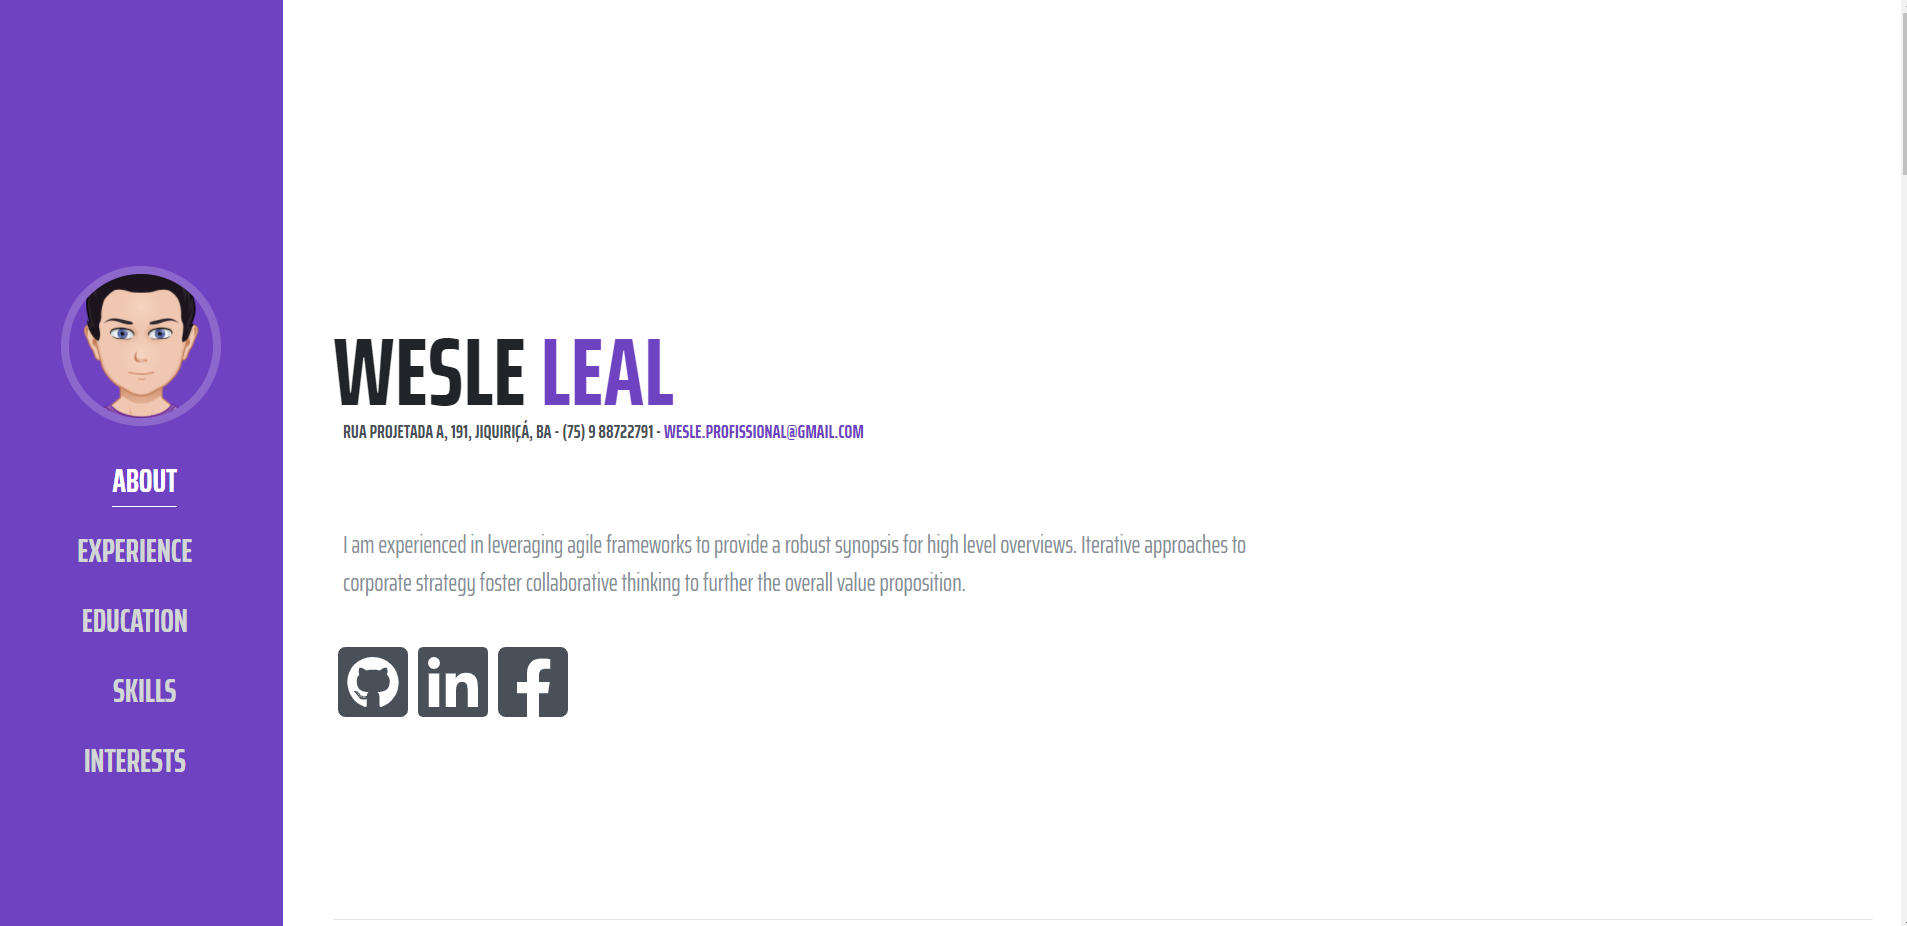 ABOUT
EXPERIENCE
EDUCATION
SKILLS
INTERESTS
WESLE LEAL
RUA PROJETADA A, 191, JIQUIRIÇÁ, BA - (75) 9 88722791 - WESLE.PROFISSIONAL@GMAIL.COM
I am experienced in leveraging agile frameworks to provide a robust synopsis for high level overviews. Iterative approaches to
corporate strategy foster collaborative thinking to further the overall value proposition.
in